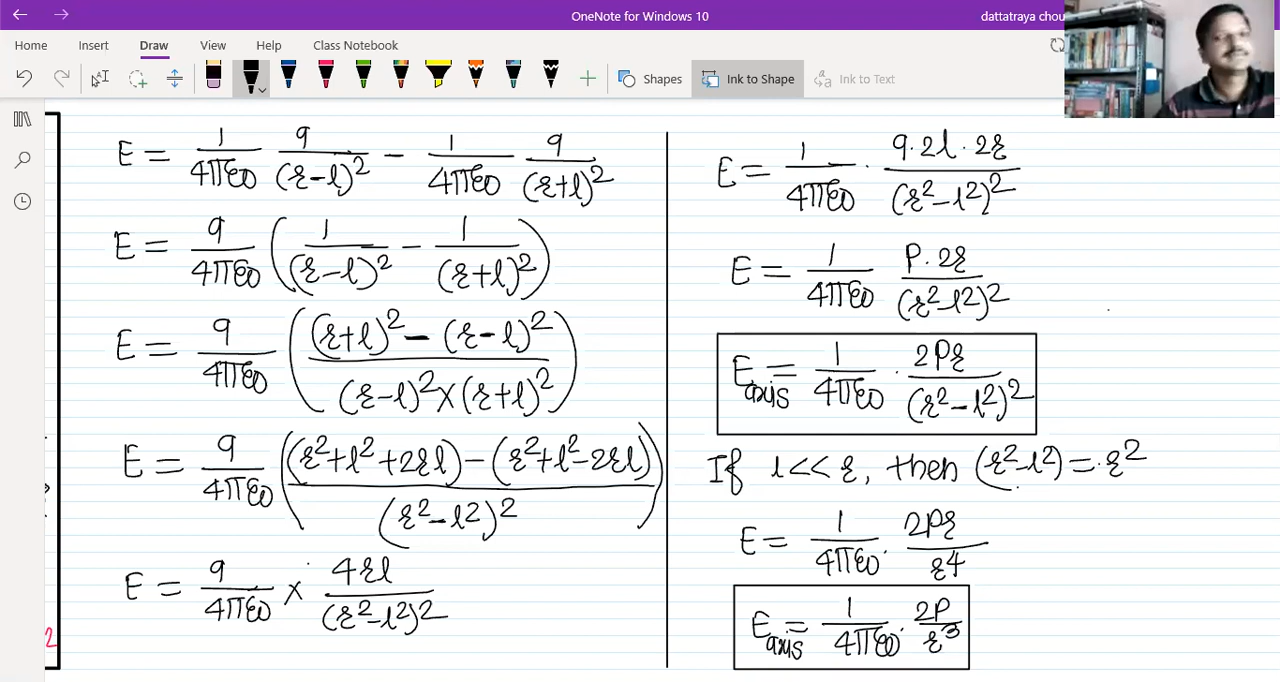 OneNote for Windows 10
dattatraya chou
Home Insert Draw View Help Class Notebook
Shapes Ink to Shape Ink to Text
E = 1/4πε0 q/(r-l)² - 1/4πε0 q/(r+l)²
E = q/4πε0 (1/(r-l)² - 1/(r+l)²)
E = q/4πε0 (((r+l)² - (r-l)²)/((r-l)²×(r+l)²))
E = q/4πε0 (((r²+l²+2rl)-(r²+l²-2rl))/(r²-l²)²)
E = q/4πε0 × 4rl/(r²-l²)²
2
E = 1/4πε0 · q·2l·2r/(r²-l²)²
E = 1/4πε0 P·2r/(r²-l²)²
Eaxis = 1/4πε0 · 2Pr/(r²-l²)²
If l<<r, then (r²-l²) = r²
E = 1/4πε0 · 2Pr/r⁴
Eaxis = 1/4πε0 · 2P/r³